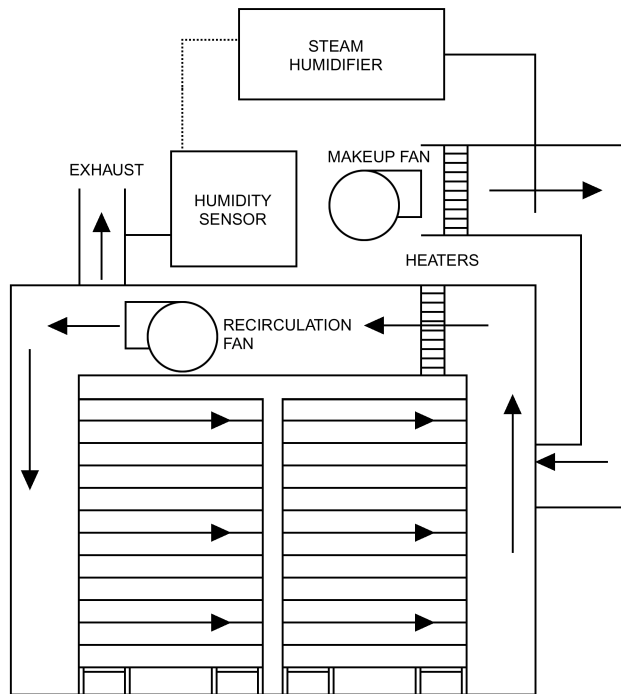 STEAM
HUMIDIFIER
EXHAUST
HUMIDITY
SENSOR
MAKEUP FAN
HEATERS
RECIRCULATION
FAN